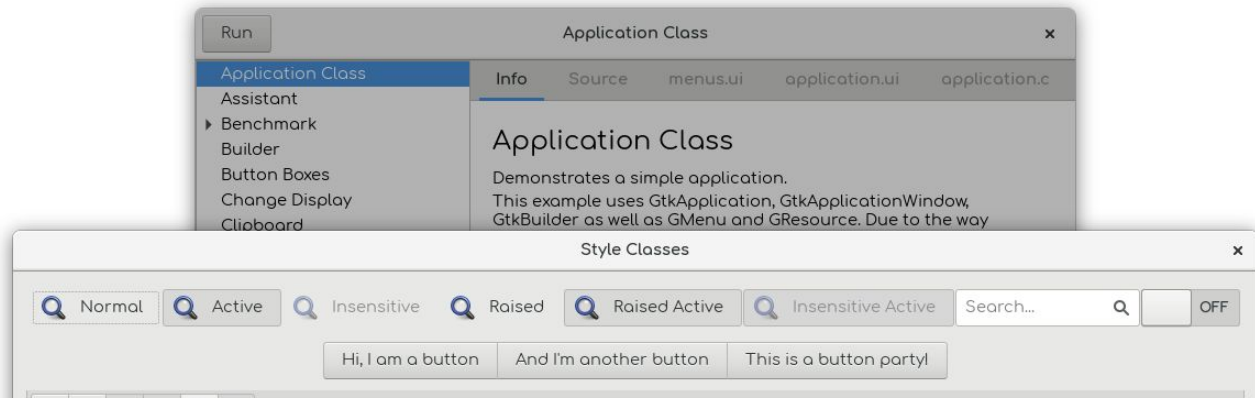 Run
Application Class
Application Class
Assistant
Benchmark
Builder
Button Boxes
Change Display
Clipboard
Info Source menus.ui application.ui application.c
Application Class
Demonstrates a simple application.
This example uses GtkApplication, GtkApplicationWindow,
GtkBuilder as well as GMenu and GResource. Due to the way
Style Classes
Normal Active Insensitive Raised Raised Active Insensitive Active Search... OFF
Hi, I am a button And I'm another button This is a button party!